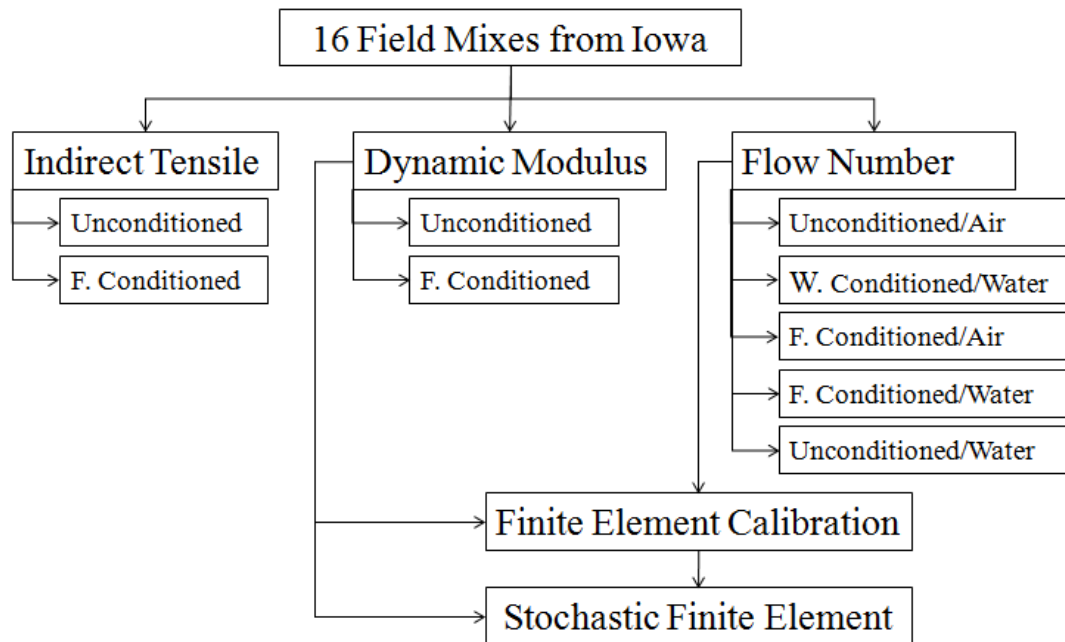 16 Field Mixes from Iowa
Indirect Tensile
Unconditioned
F. Conditioned
Dynamic Modulus
Unconditioned
F. Conditioned
Flow Number
Unconditioned/Air
W. Conditioned/Water
F. Conditioned/Air
F. Conditioned/Water
Unconditioned/Water
Finite Element Calibration
Stochastic Finite Element